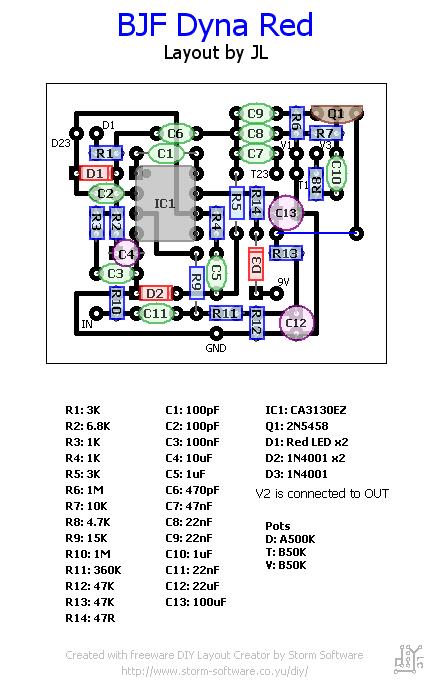 BJF Dyna Red
Layout by JL
D23
D1
C9
C8
C7
C6
C1
R6
Q1
R7
V1
V3
R1
D1
C2
IC1
T23
T1
R8
C10
R3
R2
R4
R5
R14
C13
C4
C3
C5
R9
D3
R13
9V
R10
D2
IN
C11
R11
R12
C12
GND
R1: 3K
R2: 6.8K
R3: 1K
R4: 1K
R5: 3K
R6: 1M
R7: 10K
R8: 4.7K
R9: 15K
R10: 1M
R11: 360K
R12: 47K
R13: 47K
R14: 47R
C1: 100pF
C2: 100pF
C3: 100nF
C4: 10uF
C5: 1uF
C6: 470pF
C7: 47nF
C8: 22nF
C9: 22nF
C10: 1uF
C11: 22nF
C12: 22uF
C13: 100uF
IC1: CA3130EZ
Q1: 2N5458
D1: Red LED x2
D2: 1N4001 x2
D3: 1N4001
V2 is connected to OUT
Pots
D: A500K
T: B50K
V: B50K
Created with freeware DIY Layout Creator by Storm Software
http://www.storm-software.co.yu/diy/
DIY LC